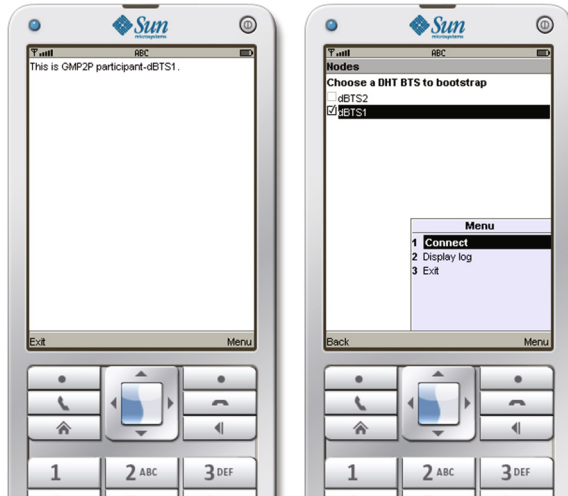 Sun
microsystems
ABC
This is GMP2P participant-dBTS1.
Exit
Menu
1
2 ABC
3 DEF
Sun
microsystems
ABC
Nodes
Choose a DHT BTS to bootstrap
dBTS2
dBTS1
Menu
1 Connect
2 Display log
3 Exit
Back
Menu
1
2 ABC
3 DEF